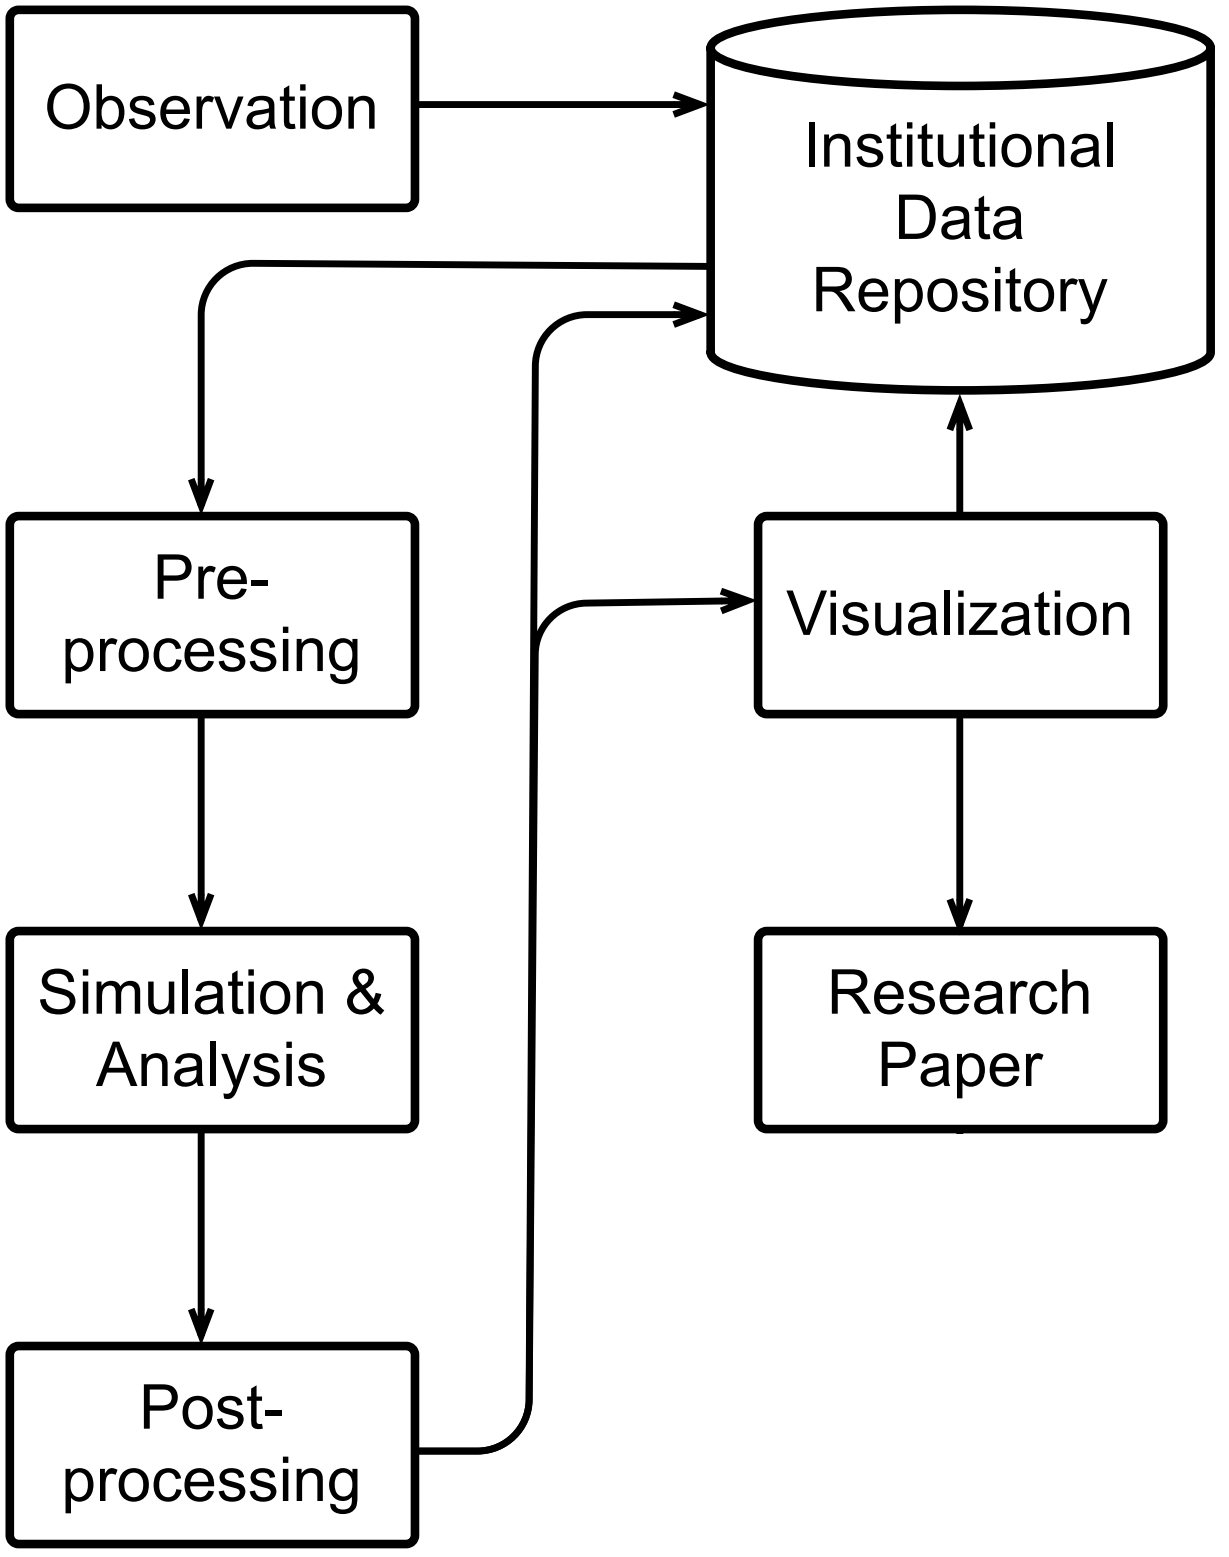 Observation
Institutional
Data
Repository
Pre-
processing
Visualization
Simulation &
Analysis
Research
Paper
Post-
processing